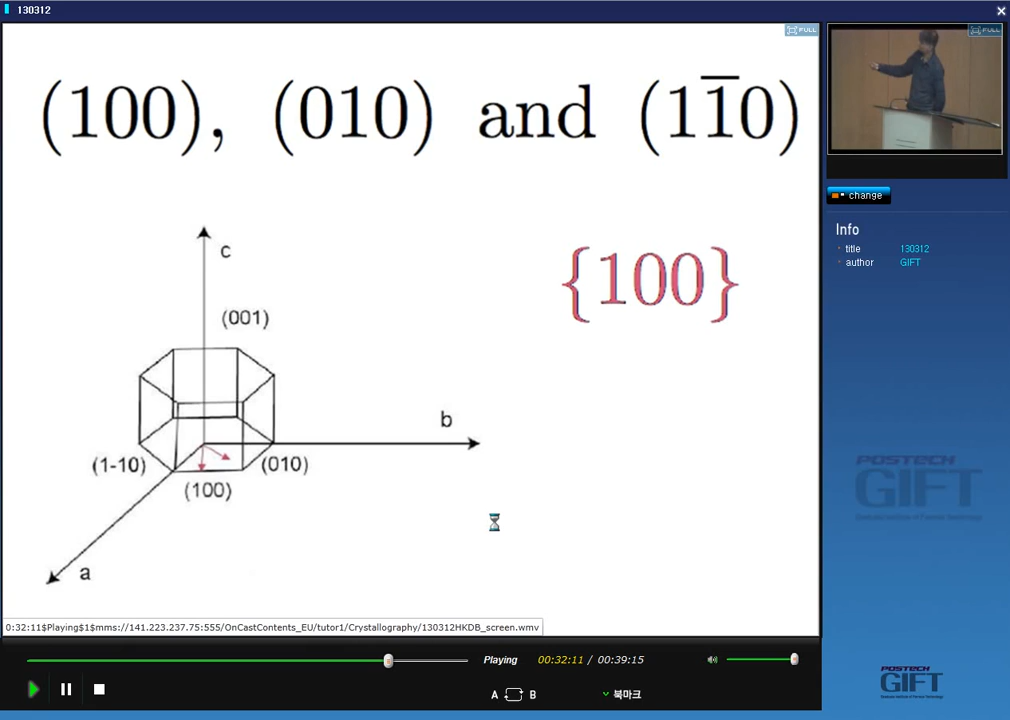 130312
FULL
FULL
(100), (010) and (11̅0)
change
Info
title 130312
author GIFT
{100}
c
(001)
b
(1-10)
(010)
(100)
a
POSTECH
GIFT
0:32:11$Playing$1$mms://141.223.237.75:555/OnCastContents_EU/tutor1/Crystallography/130312HKDB_screen.wmv
Playing
00:32:11 / 00:39:15
A B
북마크
POSTECH
GIFT